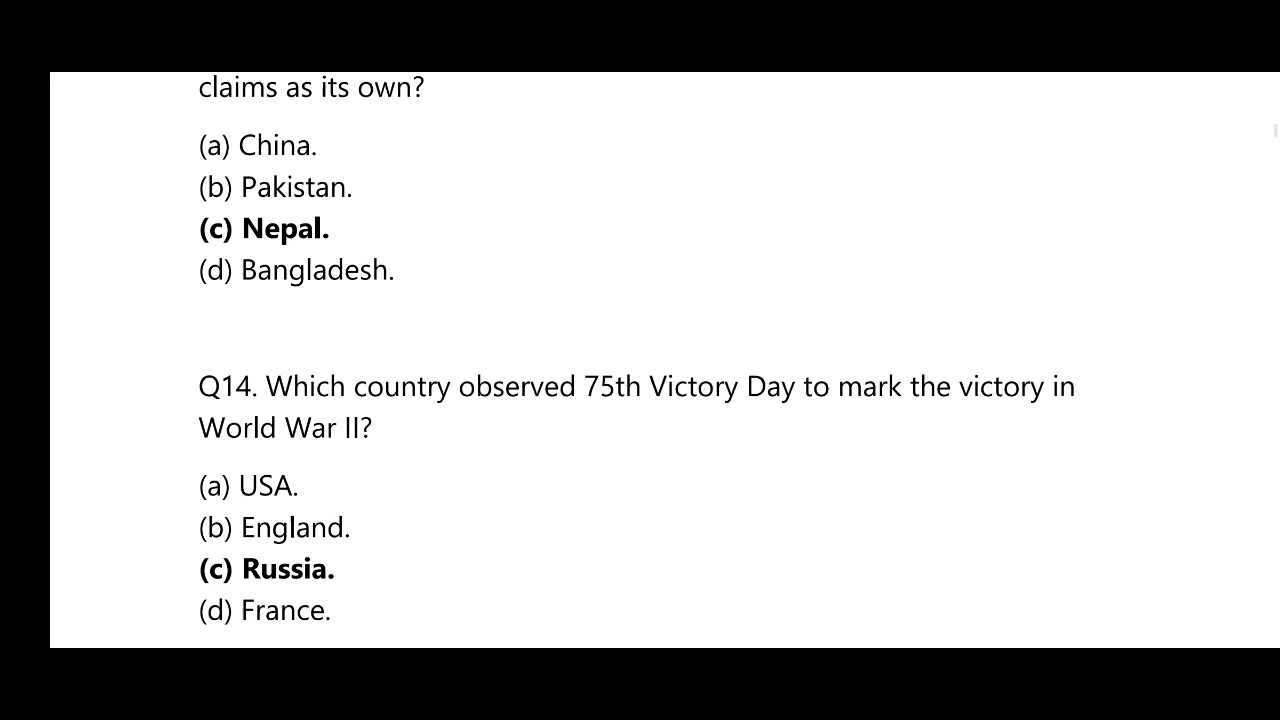 claims as its own?
(a) China.
(b) Pakistan.
(c) Nepal.
(d) Bangladesh.
Q14. Which country observed 75th Victory Day to mark the victory in
World War II?
(a) USA.
(b) England.
(c) Russia.
(d) France.